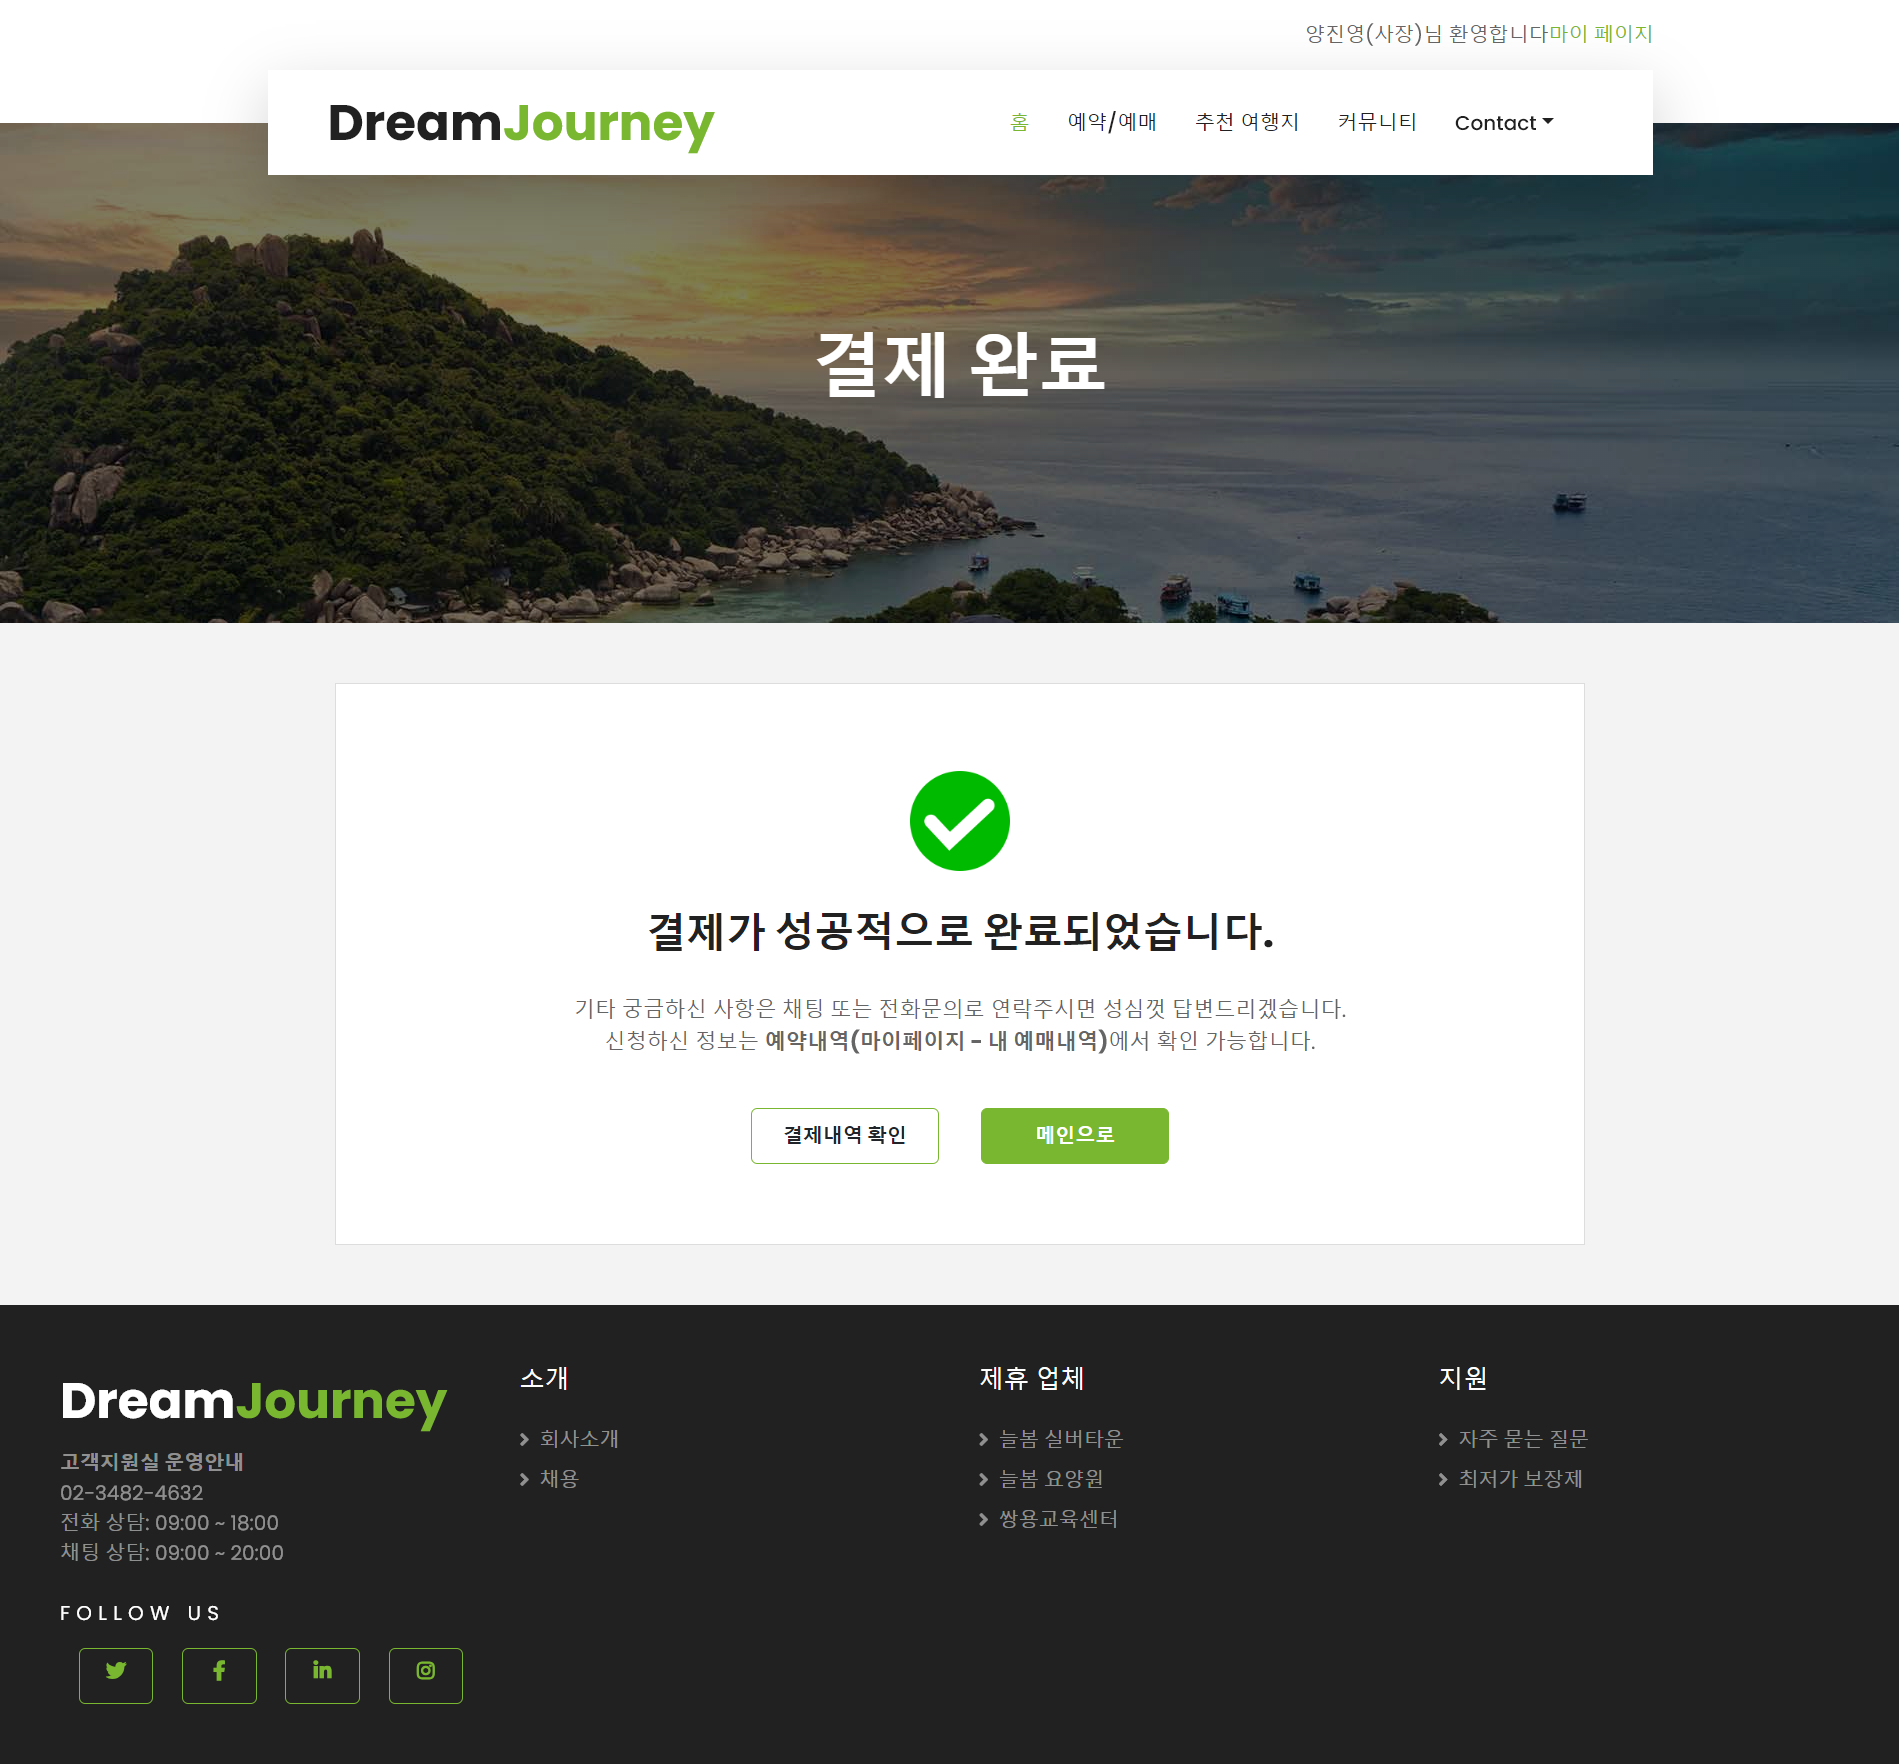 양진영(사장)님 환영합니다마이 페이지
DreamJourney
홈 예약/예매 추천 여행지 커뮤니티 Contact
결제 완료
결제가 성공적으로 완료되었습니다.
기타 궁금하신 사항은 채팅 또는 전화문의로 연락주시면 성심껏 답변드리겠습니다.
신청하신 정보는 예약내역(마이페이지 - 내 예매내역)에서 확인 가능합니다.
결제내역 확인 메인으로
DreamJourney
고객지원실 운영안내
02-3482-4632
전화 상담: 09:00 ~ 18:00
채팅 상담: 09:00 ~ 20:00
FOLLOW US
소개
회사소개
채용
제휴 업체
늘봄 실버타운
늘봄 요양원
쌍용교육센터
지원
자주 묻는 질문
최저가 보장제